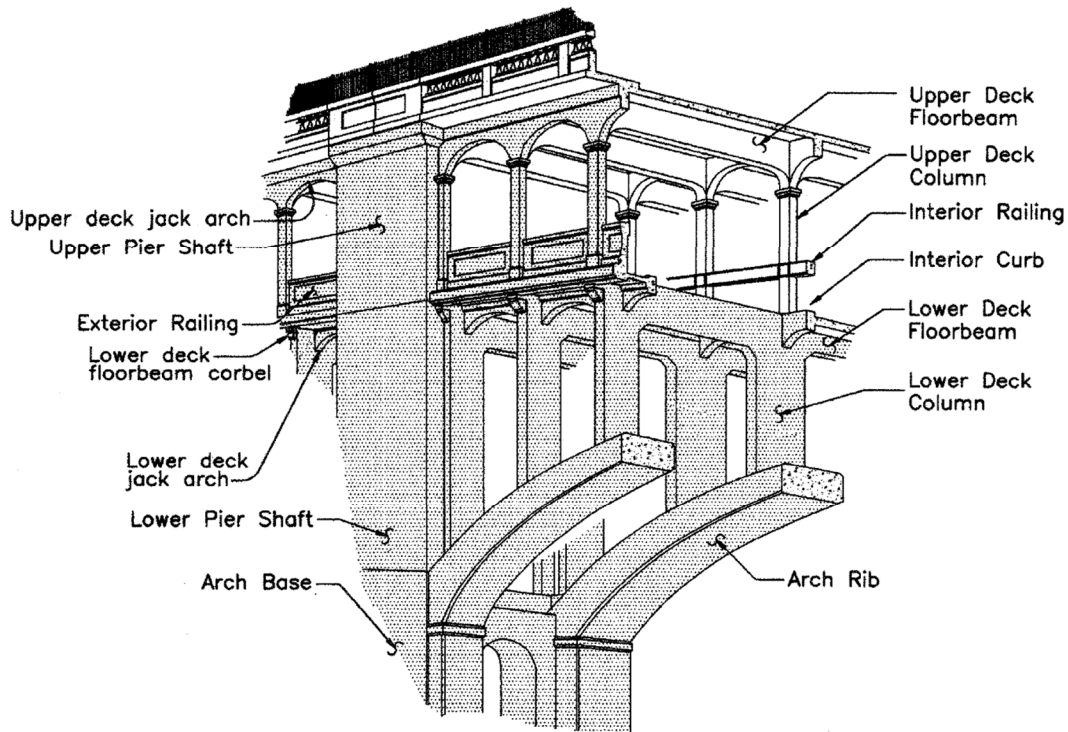 Upper Deck
Floorbeam
Upper Deck
Column
Interior Railing
Interior Curb
Lower Deck
Floorbeam
Lower Deck
Column
Arch Rib
Upper deck jack arch
Upper Pier Shaft
Exterior Railing
Lower deck
floorbeam corbel
Lower deck
jack arch
Lower Pier Shaft
Arch Base